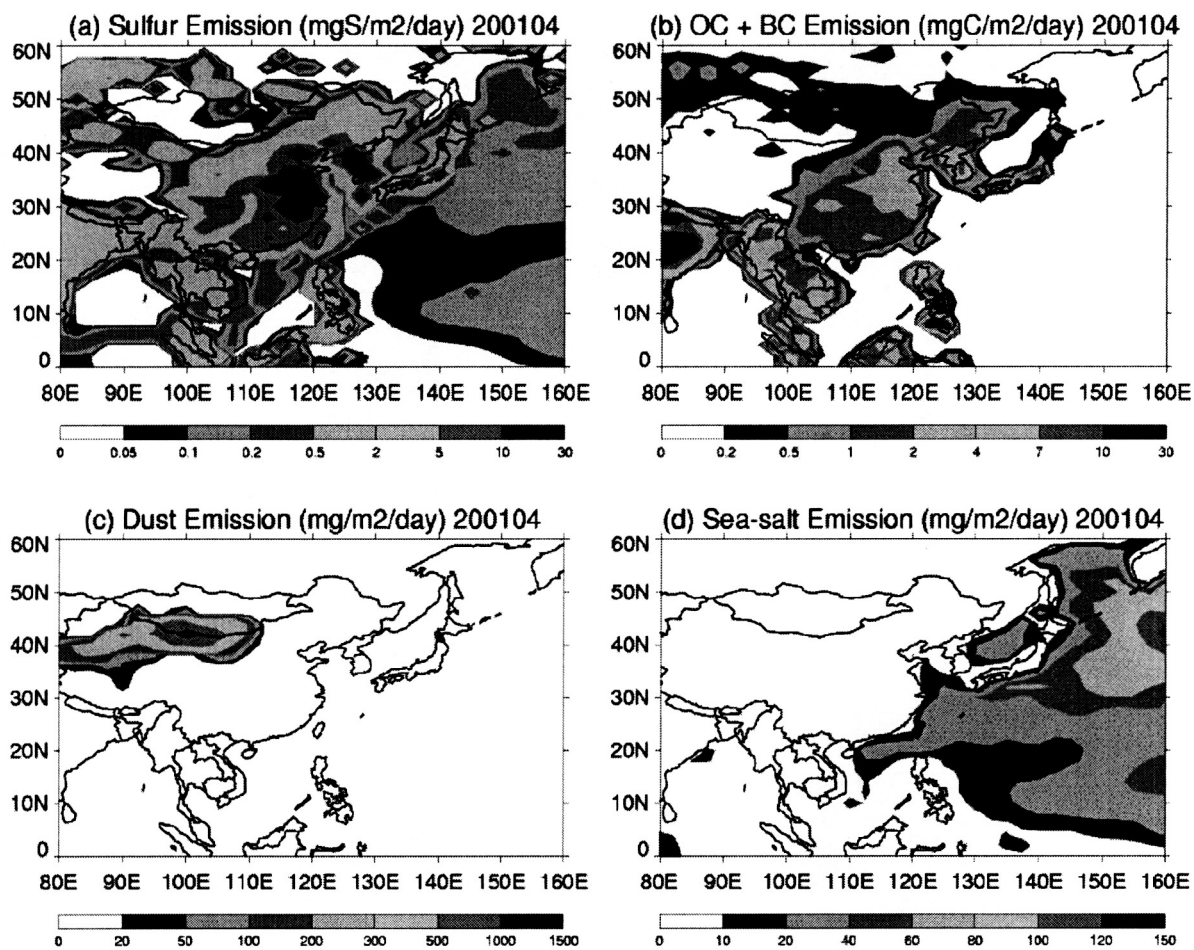 (a) Sulfur Emission (mgS/m2/day) 200104
60N
50N
40N
30N
20N
10N
0
80E 90E 100E 110E 120E 130E 140E 150E 160E
0 0.05 0.1 0.2 0.5 2 5 10 30
(b) OC + BC Emission (mgC/m2/day) 200104
60N
50N
40N
30N
20N
10N
0
80E 90E 100E 110E 120E 130E 140E 150E 160E
0 0.2 0.5 1 2 4 7 10 30
(c) Dust Emission (mg/m2/day) 200104
60N
50N
40N
30N
20N
10N
0
80E 90E 100E 110E 120E 130E 140E 150E 160E
0 20 50 100 300 500 1000 1500
(d) Sea-salt Emission (mg/m2/day) 200104
60N
50N
40N
30N
20N
10N
0
80E 90E 100E 110E 120E 130E 140E 150E 160E
0 10 20 40 60 80 120 150